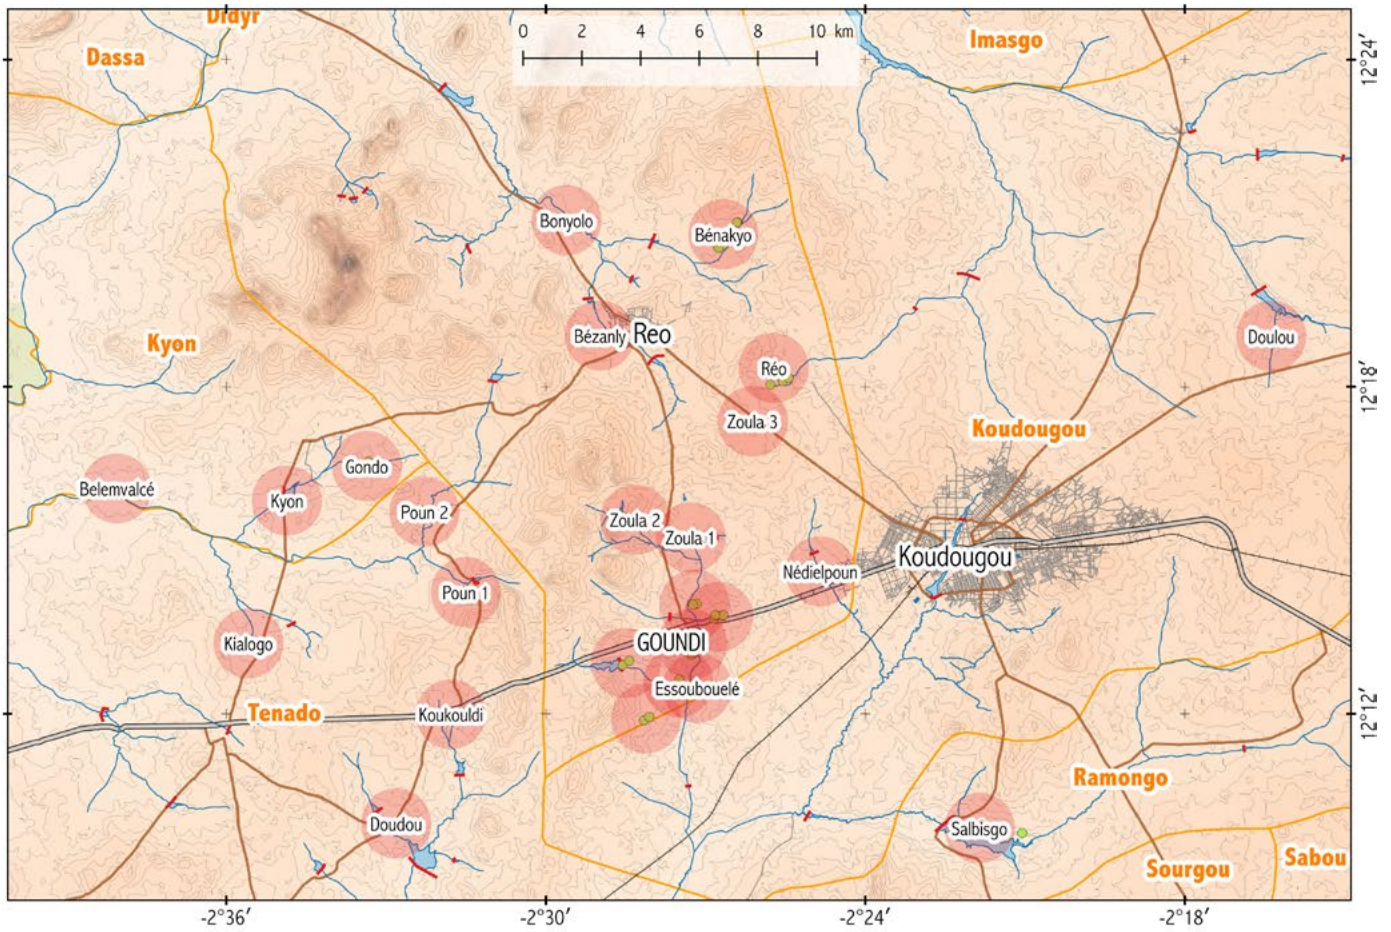 Didyr
0 2 4 6 8 10 km
Imasgo
Dassa
12°24′
Bonyolo
Bénakyo
Bézanly
Reo
Doulou
Kyon
Réo
12°18′
Zoula 3
Koudougou
Gondo
Belemvalcé
Kyon
Poun 2
Zoula 2
Zoula 1
Koudougou
Nédielpoun
Poun 1
Kialogo
GOUNDI
Essoubouelé
Tenado
Koukouldi
12°12′
Ramongo
Doudou
Salbisgo
Sabou
Sourgou
-2°36′
-2°30′
-2°24′
-2°18′